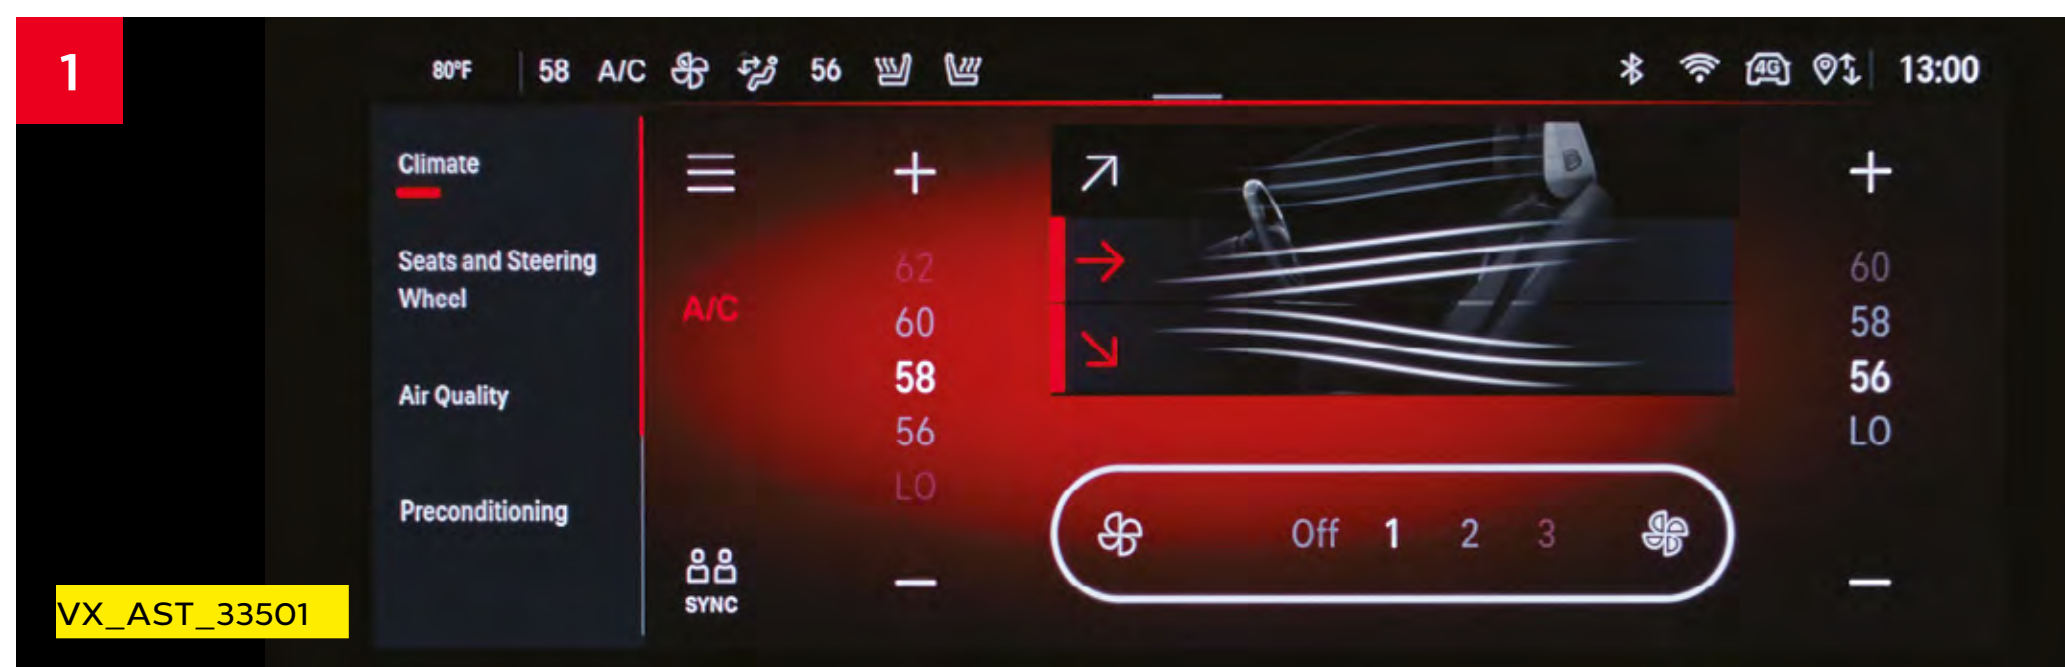 1
80°F 58 A/C 56 4G 13:00
Climate
Seats and Steering
Wheel
Air Quality
Preconditioning
A/C
SYNC
62
60
58
56
LO
Off 1 2 3
60
58
56
LO
VX_AST_33501